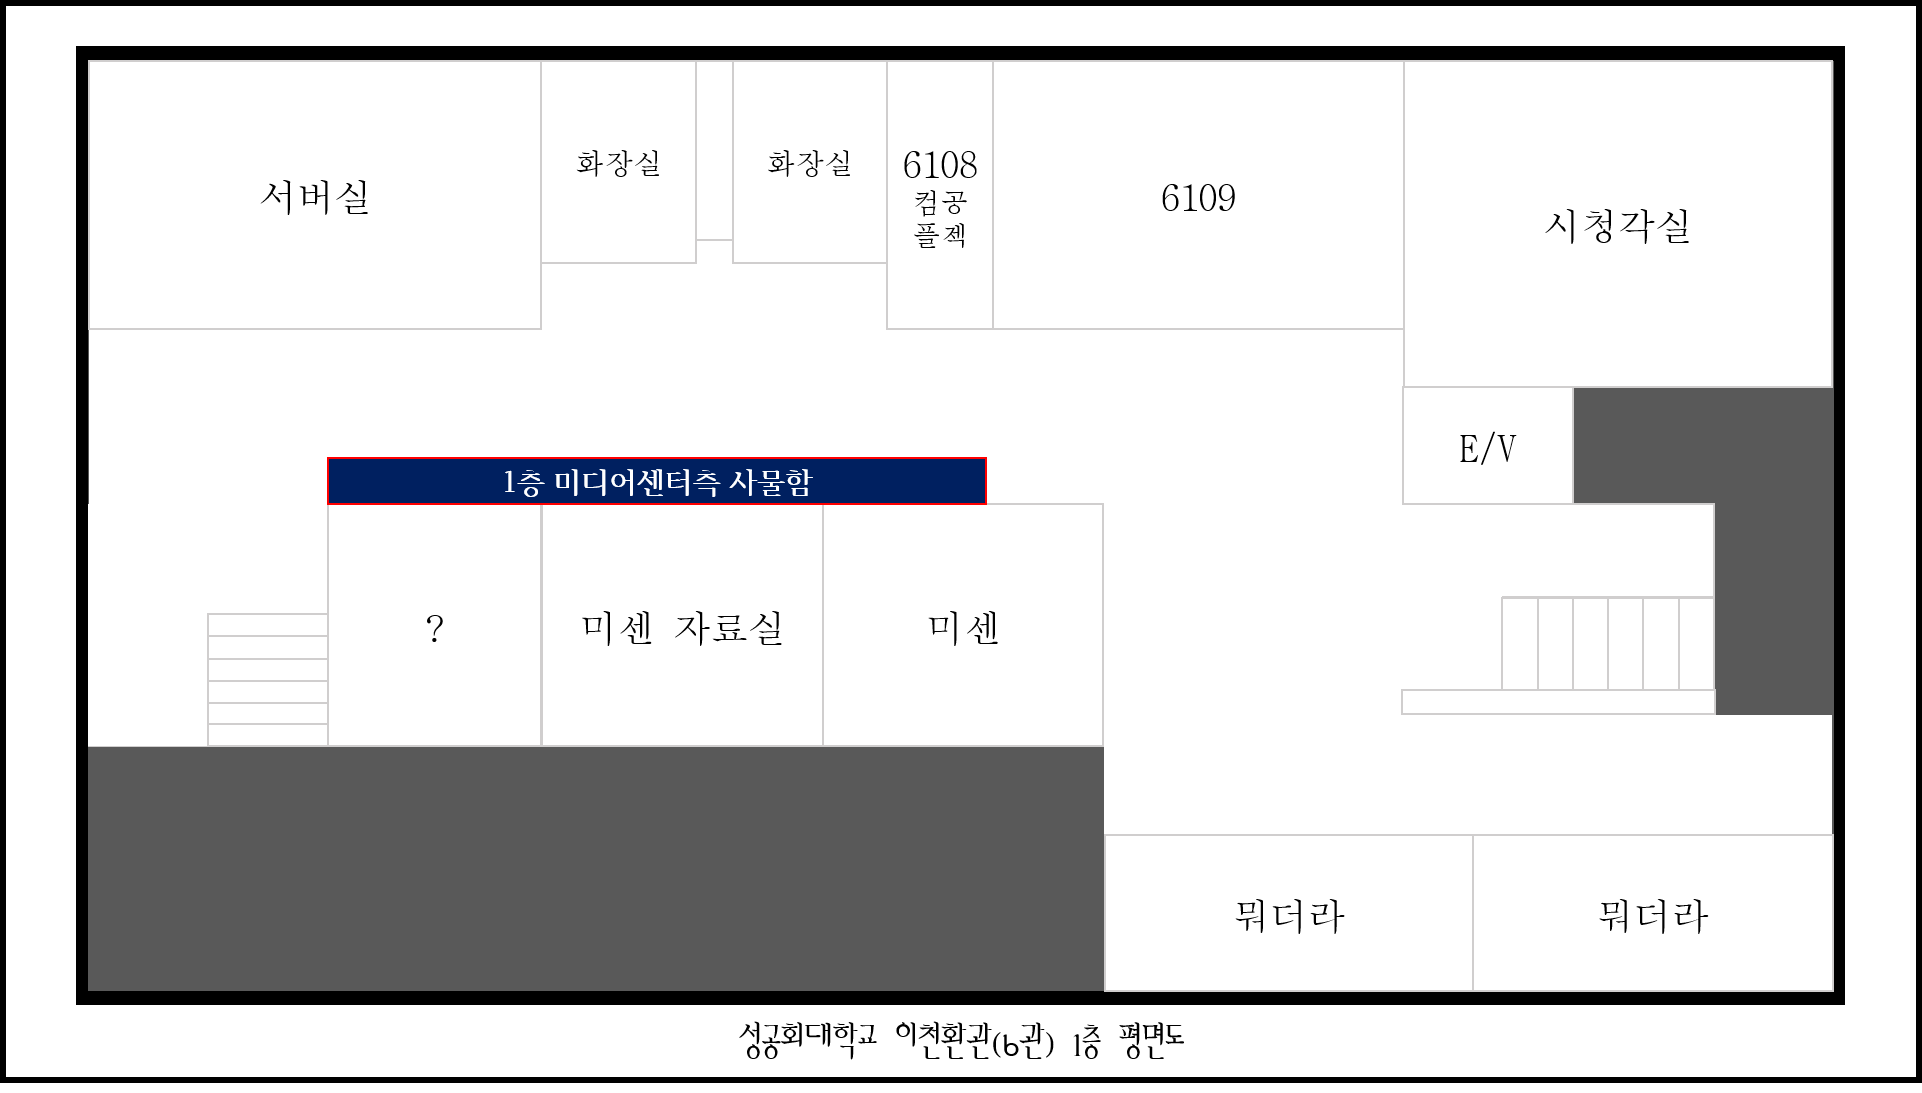 서버실
화장실
화장실
6108
컴공
플젝
6109
시청각실
E/V
1층 미디어센터측 사물함
?
미센 자료실
미센
뭐더라
뭐더라
성공회대학교 이천환관(6관) 1층 평면도